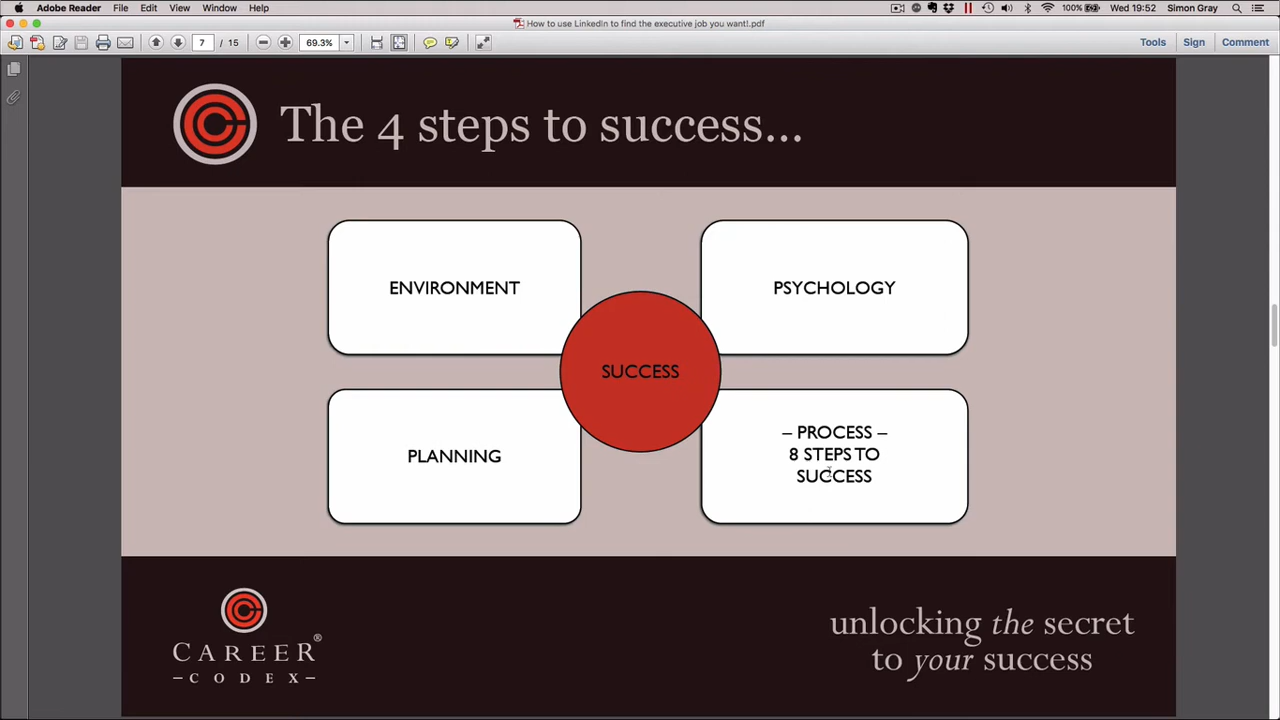 Adobe Reader File Edit View Window Help 100% Wed 19:52 Simon Gray
How to use LinkedIn to find the executive job you want!.pdf
7 / 15 69.3% Tools Sign Comment
The 4 steps to success...
ENVIRONMENT
PSYCHOLOGY
SUCCESS
PLANNING
– PROCESS –
8 STEPS TO
SUCCESS
CAREER®
–CODEX–
unlocking the secret
to your success